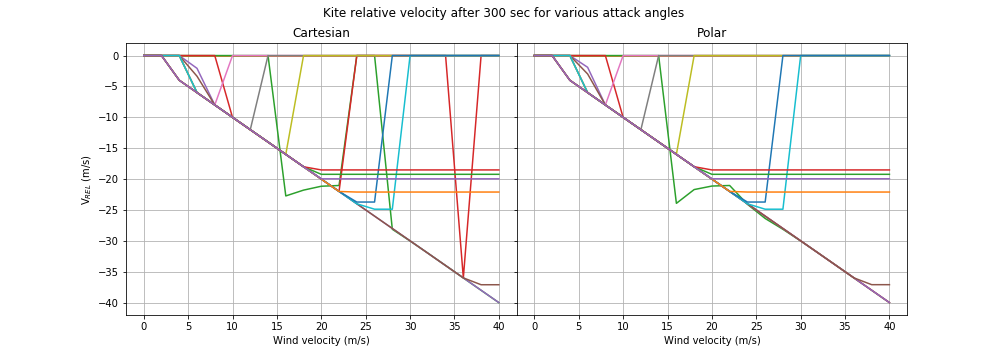 Kite relative velocity after 300 sec for various attack angles
Cartesian
Polar
0
−5
−10
−15
−20
−25
−30
−35
−40
V_REL (m/s)
0 5 10 15 20 25 30 35 40
0 5 10 15 20 25 30 35 40
Wind velocity (m/s)
Wind velocity (m/s)